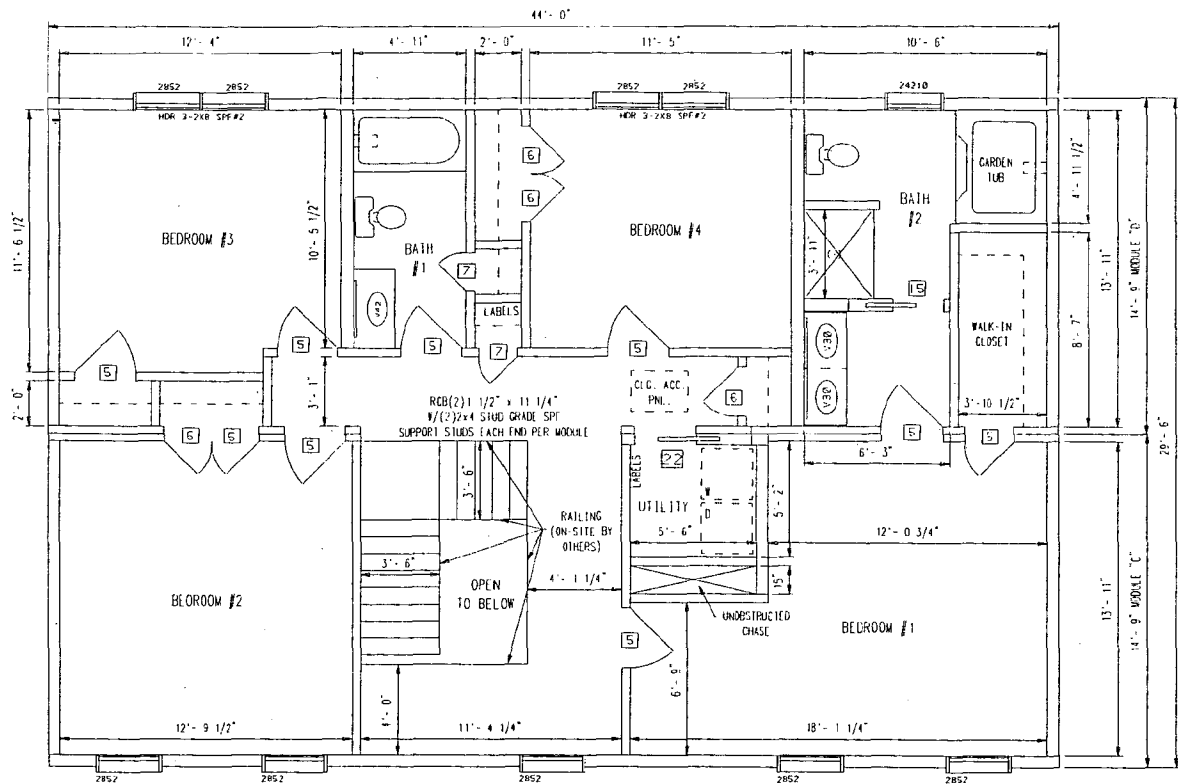 44'- 0"
12'- 4"
4'- 11"
2'- 0"
11'- 5"
10'- 6"
2852
2852
2852
2852
24210
HDR 3-2X8 SPF#2
HDR 3-2X8 SPF#2
11'- 6 1/2"
10'- 5 1/2"
BEDROOM #3
BATH
#1
6
6
7
LABELS
7
BEDROOM #4
BATH
#2
GARDEN
TUB
4'- 11 1/2"
3'- 11"
15
WALK-IN
CLOSET
8'- 7"
13'- 11"
14'- 9" MODULE "D"
29'- 6"
V30
V30
3'- 10 1/2"
5
5
5
5
2'- 0"
3'- 1"
RCB(2)1 1/2" x 11 1/4"
W/(2)2x4 STUD GRADE SPF
SUPPORT STUDS EACH END PER MODULE
CLG. ACC.
PNL.
6
6
6
5
5
5
6'- 3"
22
LABELS
W
D
UTILITY
5'- 6"
5'- 2"
15"
12'- 0 3/4"
3'- 6"
3'- 6"
RAILING
(ON-SITE BY
OTHERS)
4'- 1 1/4"
OPEN
TO BELOW
UNOBSTRUCTED
CHASE
BEDROOM #2
BEDROOM #1
5
6'- 9"
4'- 0"
13'- 11"
14'- 9" MODULE "C"
12'- 9 1/2"
11'- 4 1/4"
18'- 1 1/4"
2852
2852
2852
2852
2852